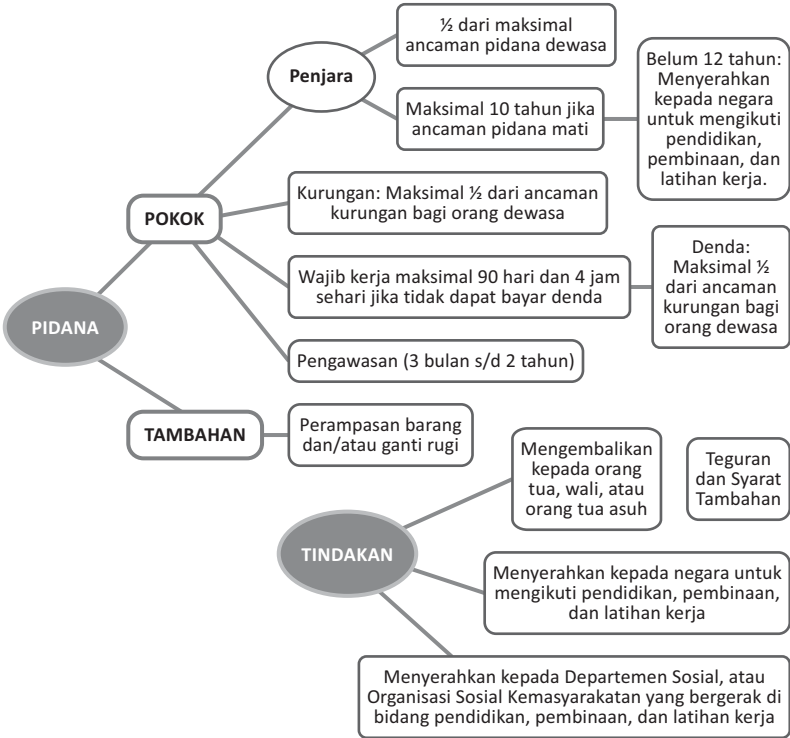 ½ dari maksimal
ancaman pidana dewasa
Penjara
Maksimal 10 tahun jika
ancaman pidana mati
Belum 12 tahun:
Menyerahkan
kepada negara
untuk mengikuti
pendidikan,
pembinaan, dan
latihan kerja.
POKOK
Kurungan: Maksimal ½ dari ancaman
kurungan bagi orang dewasa
Wajib kerja maksimal 90 hari dan 4 jam
sehari jika tidak dapat bayar denda
Denda:
Maksimal ½
dari ancaman
kurungan bagi
orang dewasa
PIDANA
Pengawasan (3 bulan s/d 2 tahun)
TAMBAHAN
Perampasan barang
dan/atau ganti rugi
Mengembalikan
kepada orang
tua, wali, atau
orang tua asuh
Teguran
dan Syarat
Tambahan
TINDAKAN
Menyerahkan kepada negara untuk
mengikuti pendidikan, pembinaan,
dan latihan kerja
Menyerahkan kepada Departemen Sosial, atau
Organisasi Sosial Kemasyarakatan yang bergerak di
bidang pendidikan, pembinaan, dan latihan kerja